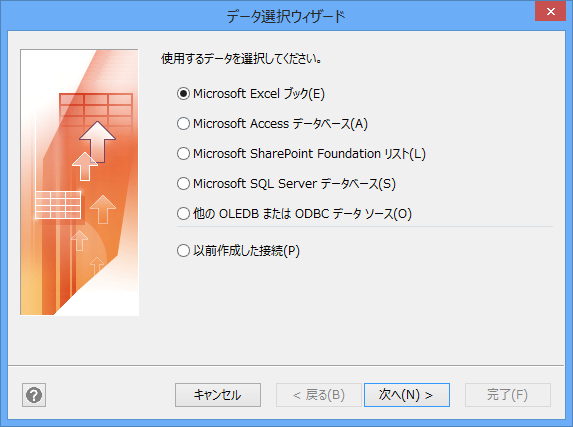 データ選択ウィザード
使用するデータを選択してください。
Microsoft Excel ブック(E)
Microsoft Access データベース(A)
Microsoft SharePoint Foundation リスト(L)
Microsoft SQL Server データベース(S)
他の OLEDB または ODBC データ ソース(O)
以前作成した接続(P)
?
キャンセル
< 戻る(B)
次へ(N) >
完了(F)